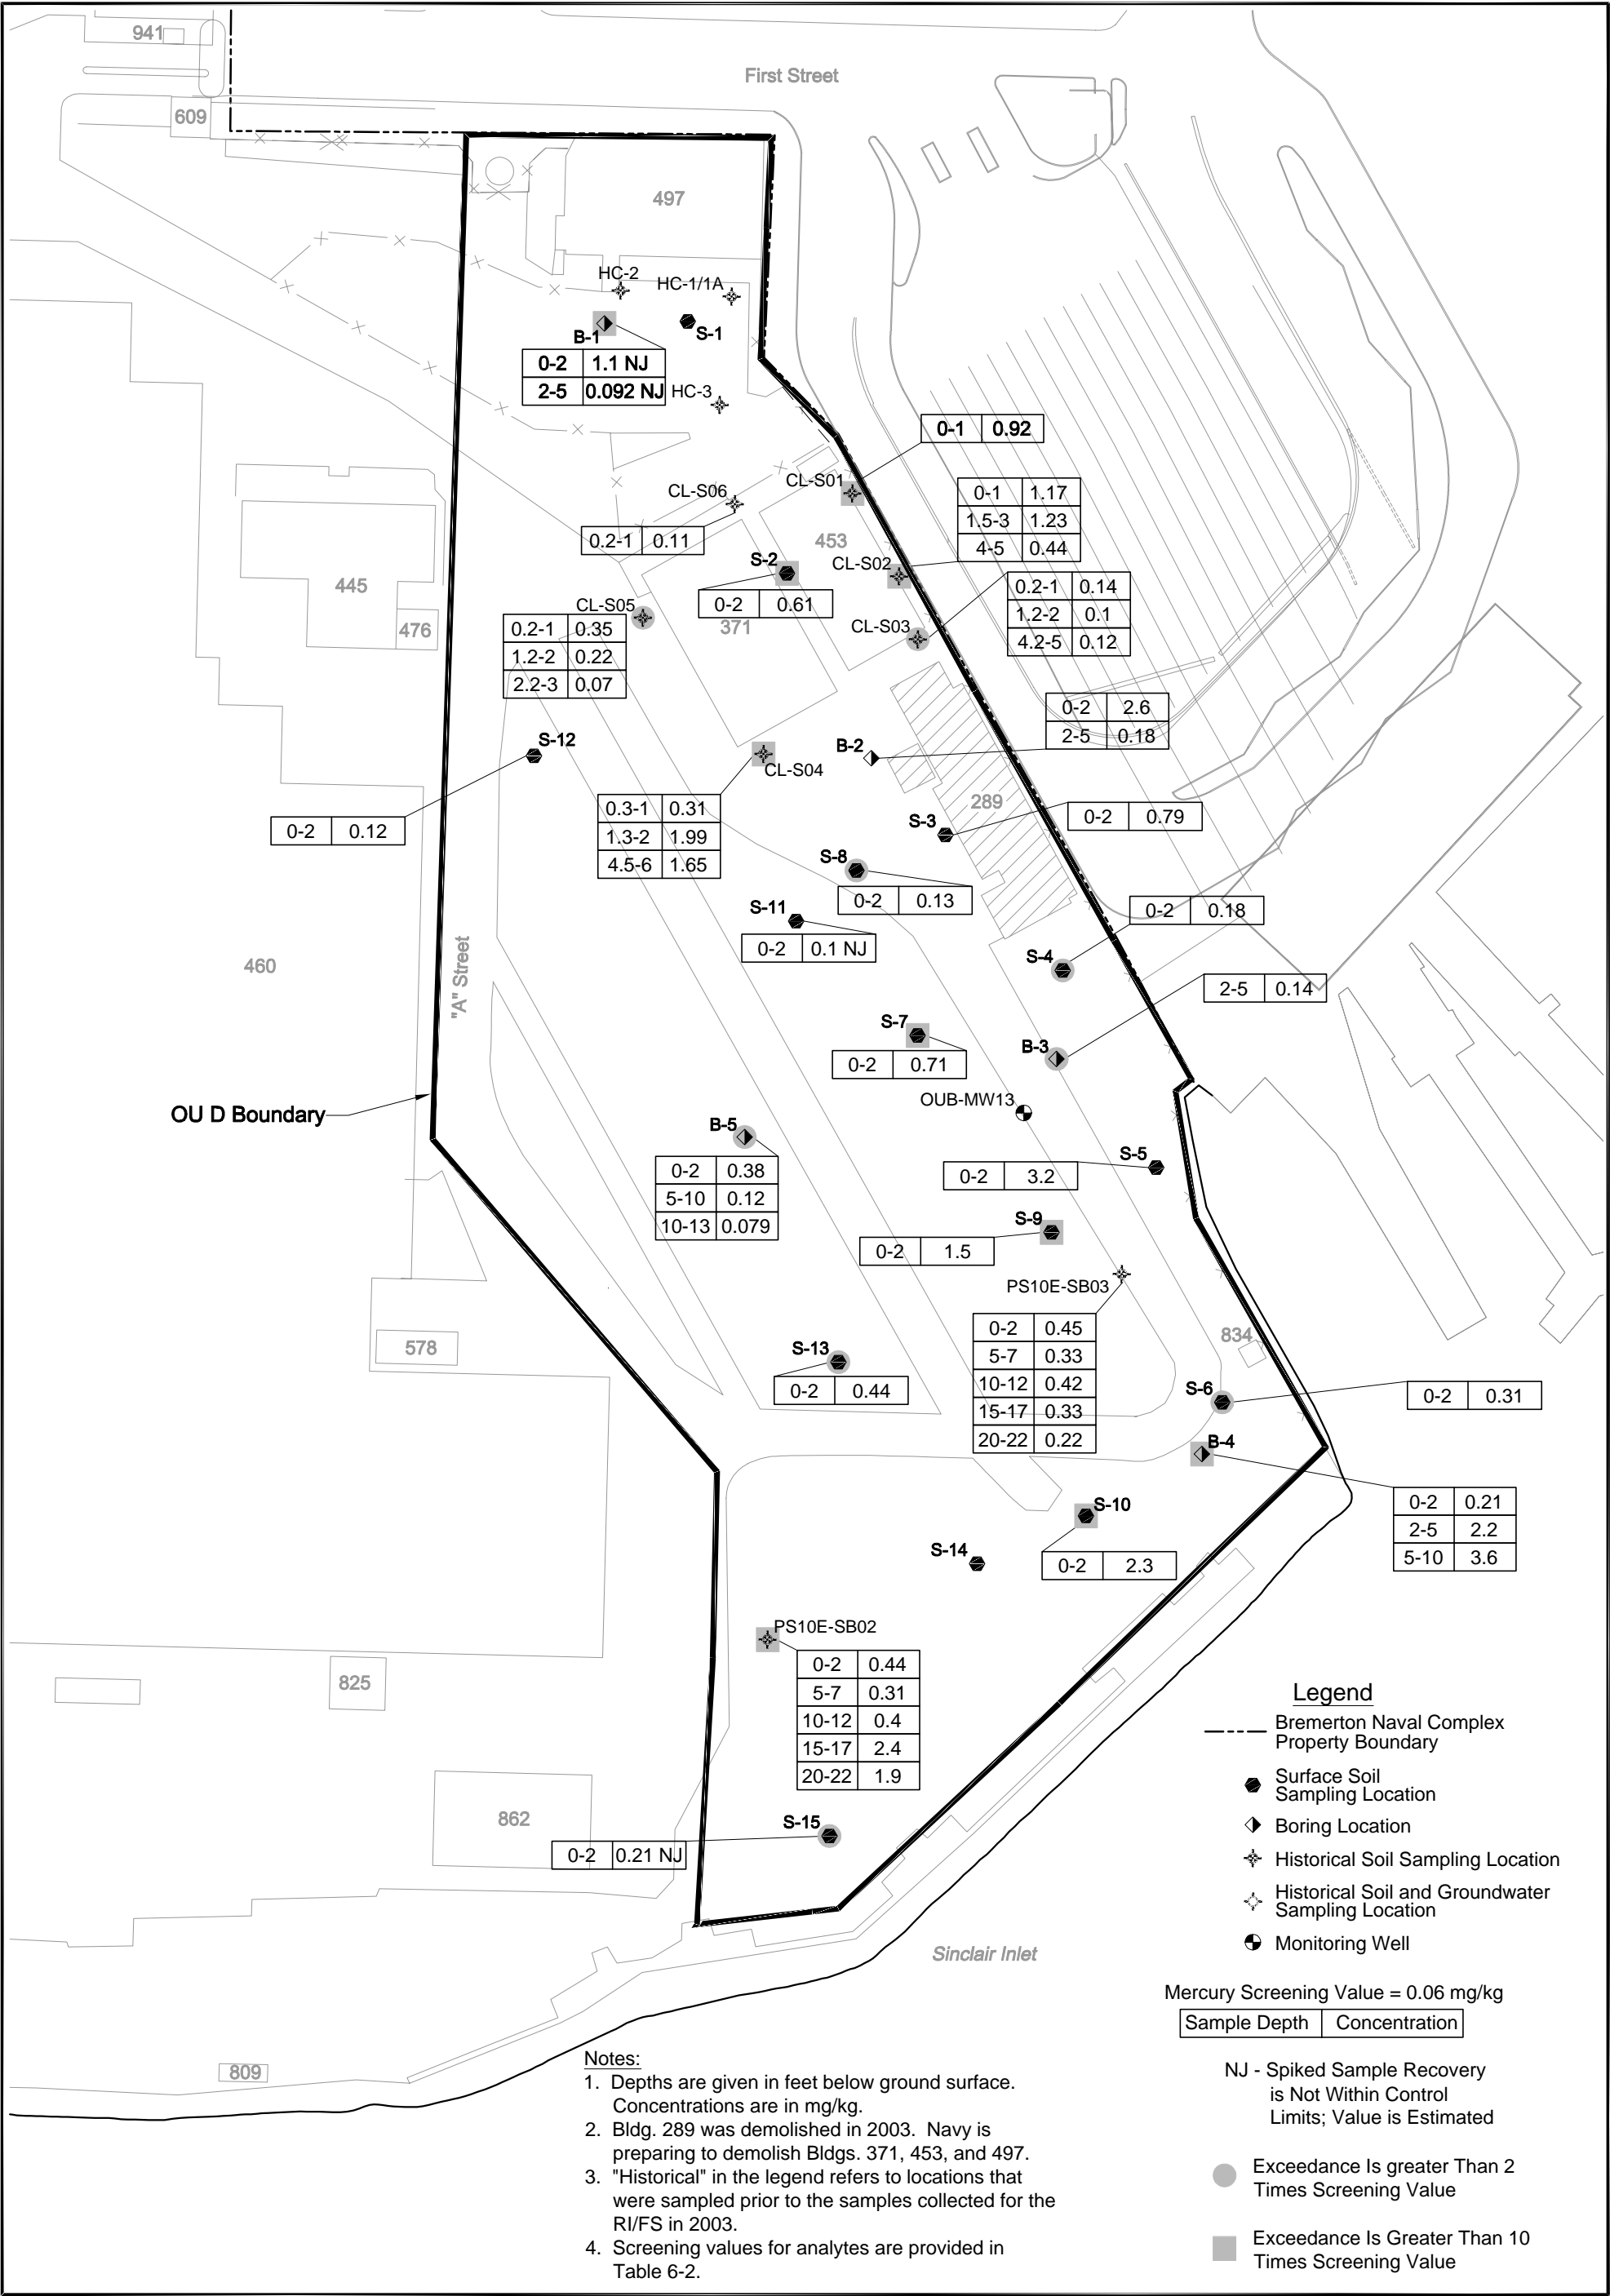 941
First Street
609
497
HC-2
HC-1/1A
B-1
S-1
0-2 1.1 NJ
2-5 0.092 NJ
HC-3
0-1 0.92
CL-S01
CL-S06
0-1 1.17
1.5-3 1.23
4-5 0.44
0.2-1 0.11
453
S-2
CL-S02
445
0-2 0.61
0.2-1 0.14
1.2-2 0.1
4.2-5 0.12
CL-S05
476
371
CL-S03
0.2-1 0.35
1.2-2 0.22
2.2-3 0.07
0-2 2.6
2-5 0.18
S-12
B-2
CL-S04
0-2 0.12
0.3-1 0.31
1.3-2 1.99
4.5-6 1.65
289
S-3
0-2 0.79
S-8
0-2 0.13
S-11
0-2 0.1 NJ
0-2 0.18
460
"A" Street
S-4
2-5 0.14
S-7
0-2 0.71
B-3
OUB-MW13
OU D Boundary
B-5
0-2 0.38
5-10 0.12
10-13 0.079
S-5
0-2 3.2
S-9
0-2 1.5
PS10E-SB03
0-2 0.45
5-7 0.33
10-12 0.42
15-17 0.33
20-22 0.22
834
578
S-13
0-2 0.44
S-6
0-2 0.31
B-4
0-2 0.21
2-5 2.2
5-10 3.6
S-10
0-2 2.3
S-14
PS10E-SB02
0-2 0.44
5-7 0.31
10-12 0.4
15-17 2.4
20-22 1.9
825
862
S-15
0-2 0.21 NJ
Sinclair Inlet
809
Legend
Bremerton Naval Complex
Property Boundary
Surface Soil
Sampling Location
Boring Location
Historical Soil Sampling Location
Historical Soil and Groundwater
Sampling Location
Monitoring Well
Mercury Screening Value = 0.06 mg/kg
Sample Depth Concentration
NJ - Spiked Sample Recovery
is Not Within Control
Limits; Value is Estimated
Exceedance Is greater Than 2
Times Screening Value
Exceedance Is Greater Than 10
Times Screening Value
Notes:
1. Depths are given in feet below ground surface.
Concentrations are in mg/kg.
2. Bldg. 289 was demolished in 2003. Navy is
preparing to demolish Bldgs. 371, 453, and 497.
3. "Historical" in the legend refers to locations that
were sampled prior to the samples collected for the
RI/FS in 2003.
4. Screening values for analytes are provided in
Table 6-2.